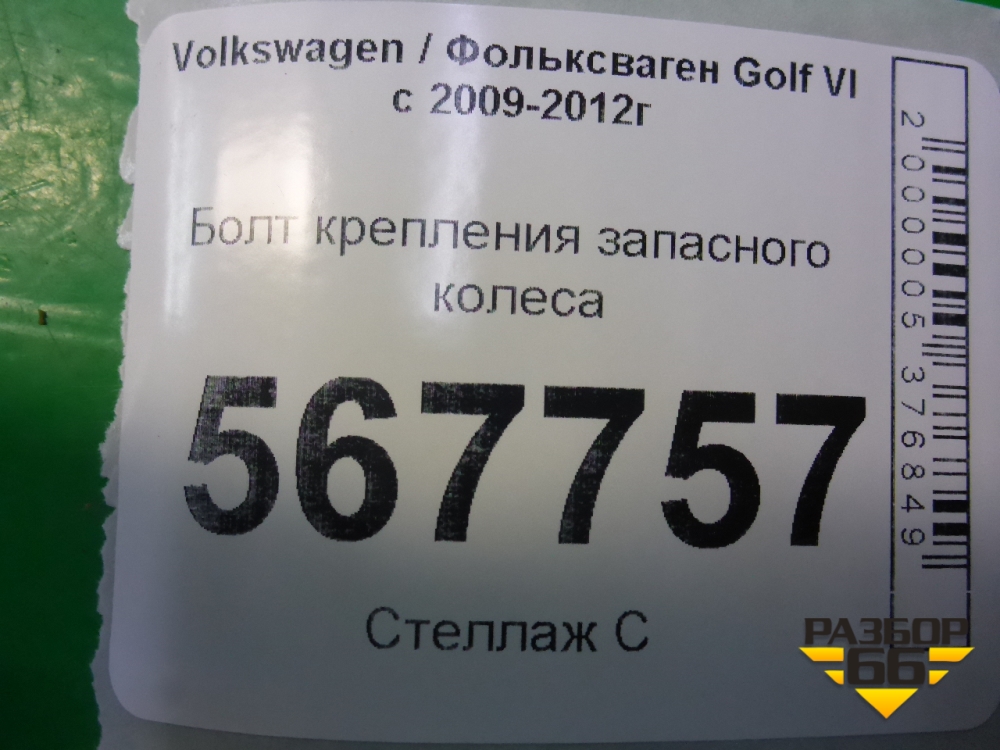 Volkswagen / Фольксваген Golf VI
с 2009-2012г
Болт крепления запасного
колеса
567757
Стеллаж С
2000005376849
РАЗБОР
66